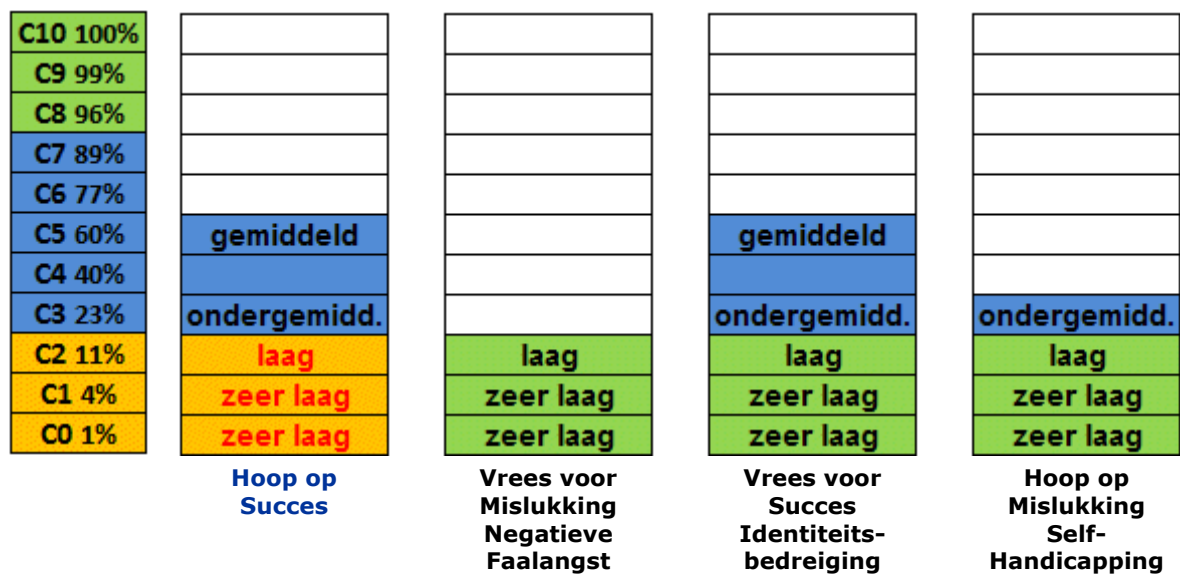 C10 100%
C9 99%
C8 96%
C7 89%
C6 77%
C5 60% gemiddeld gemiddeld
C4 40%
C3 23% ondergemidd. ondergemidd. ondergemidd.
C2 11% laag laag laag laag
C1 4% zeer laag zeer laag zeer laag zeer laag
C0 1% zeer laag zeer laag zeer laag zeer laag
Hoop op
Succes
Vrees voor
Mislukking
Negatieve
Faalangst
Vrees voor
Succes
Identiteits-
bedreiging
Hoop op
Mislukking
Self-
Handicapping